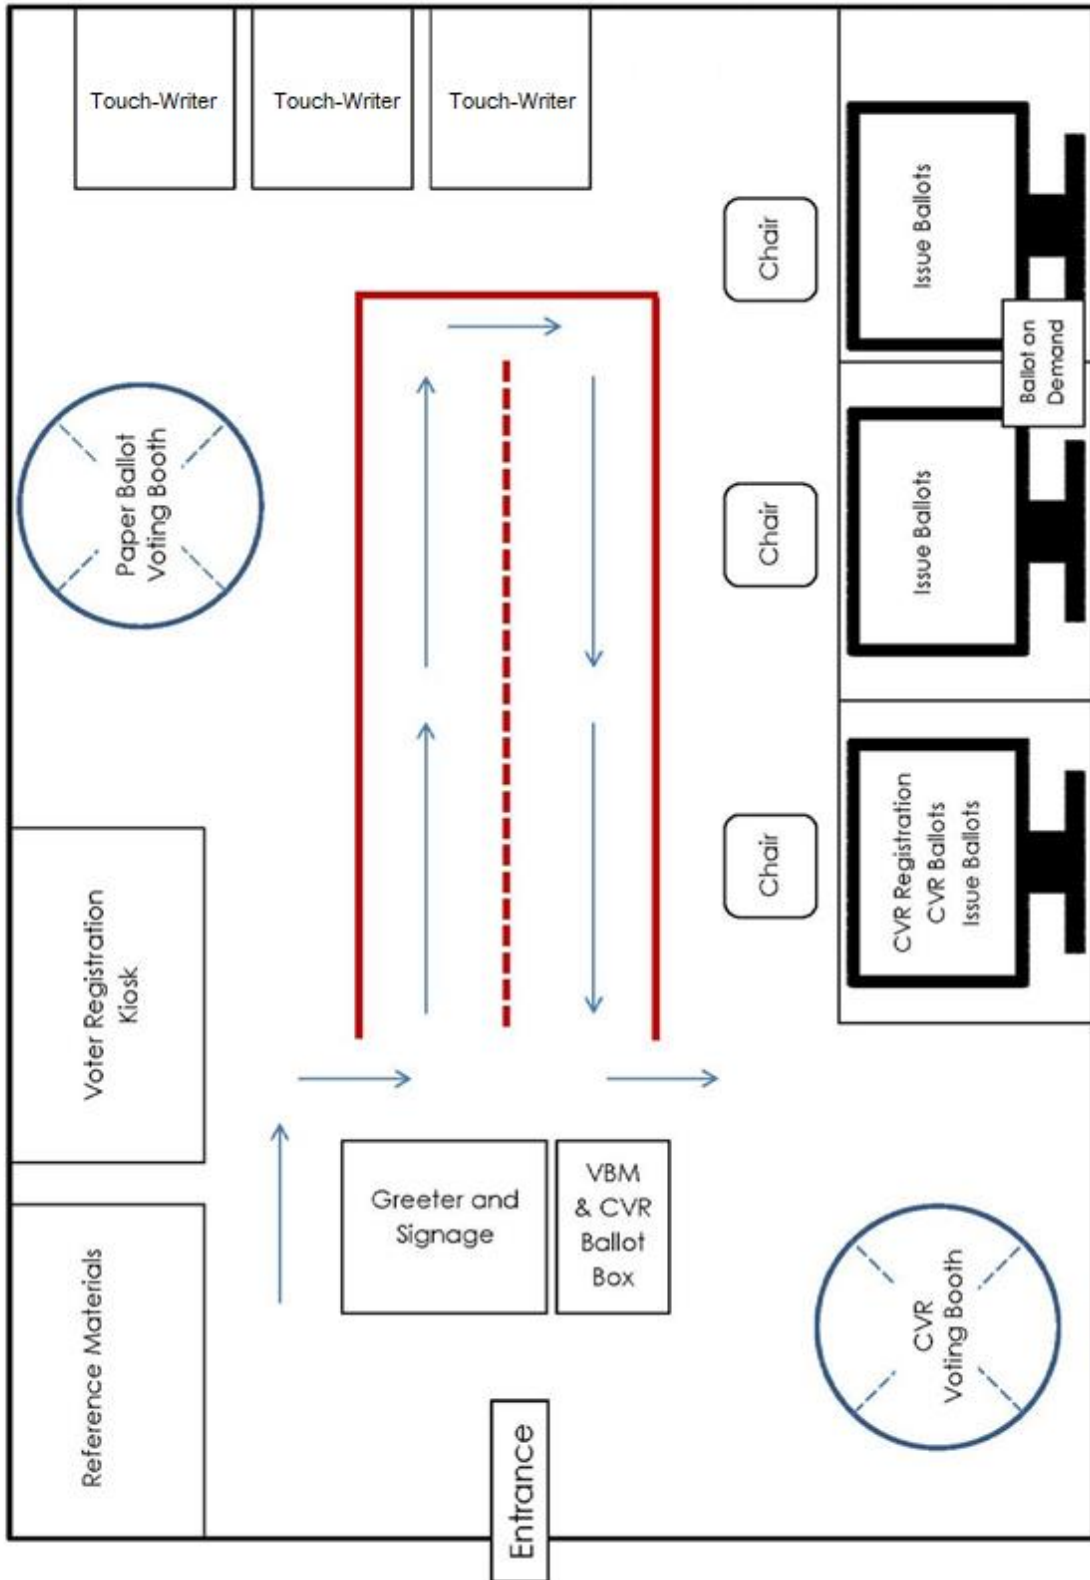 Touch-Writer
Touch-Writer
Touch-Writer
Issue Ballots
Chair
Ballot on
Demand
Paper Ballot
Voting Booth
Chair
Issue Ballots
Chair
CVR Registration
CVR Ballots
Issue Ballots
Voter Registration
Kiosk
Greeter and
Signage
VBM
& CVR
Ballot
Box
Reference Materials
CVR
Voting Booth
Entrance